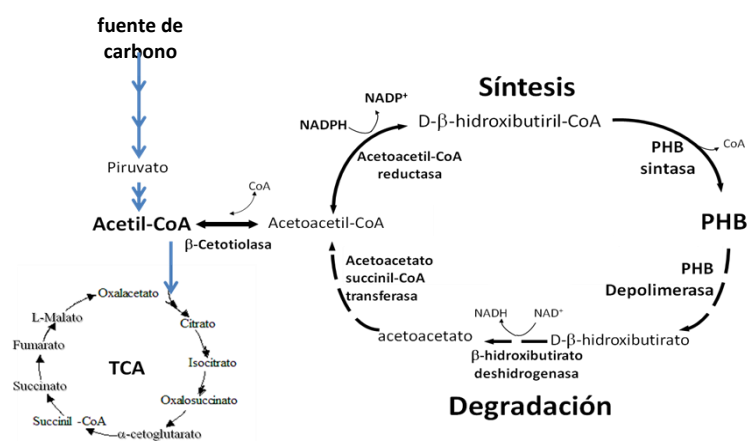 fuente de
carbono
Piruvato
Acetil-CoA
CoA
β-Cetotiolasa
Acetoacetil-CoA
NADPH
NADP⁺
Acetoacetil-CoA
reductasa
Síntesis
D-β-hidroxibutiril-CoA
PHB
sintasa
CoA
PHB
PHB
Depolimerasa
D-β-hidroxibutirato
NADH
NAD⁺
β-hidroxibutirato
deshidrogenasa
acetoacetato
Acetoacetato
succinil-CoA
transferasa
Degradación
Oxalacetato
Citrato
Isocitrato
Oxalosuccinato
α-cetoglutarato
Succinil -CoA
Succinato
Fumarato
L-Malato
TCA